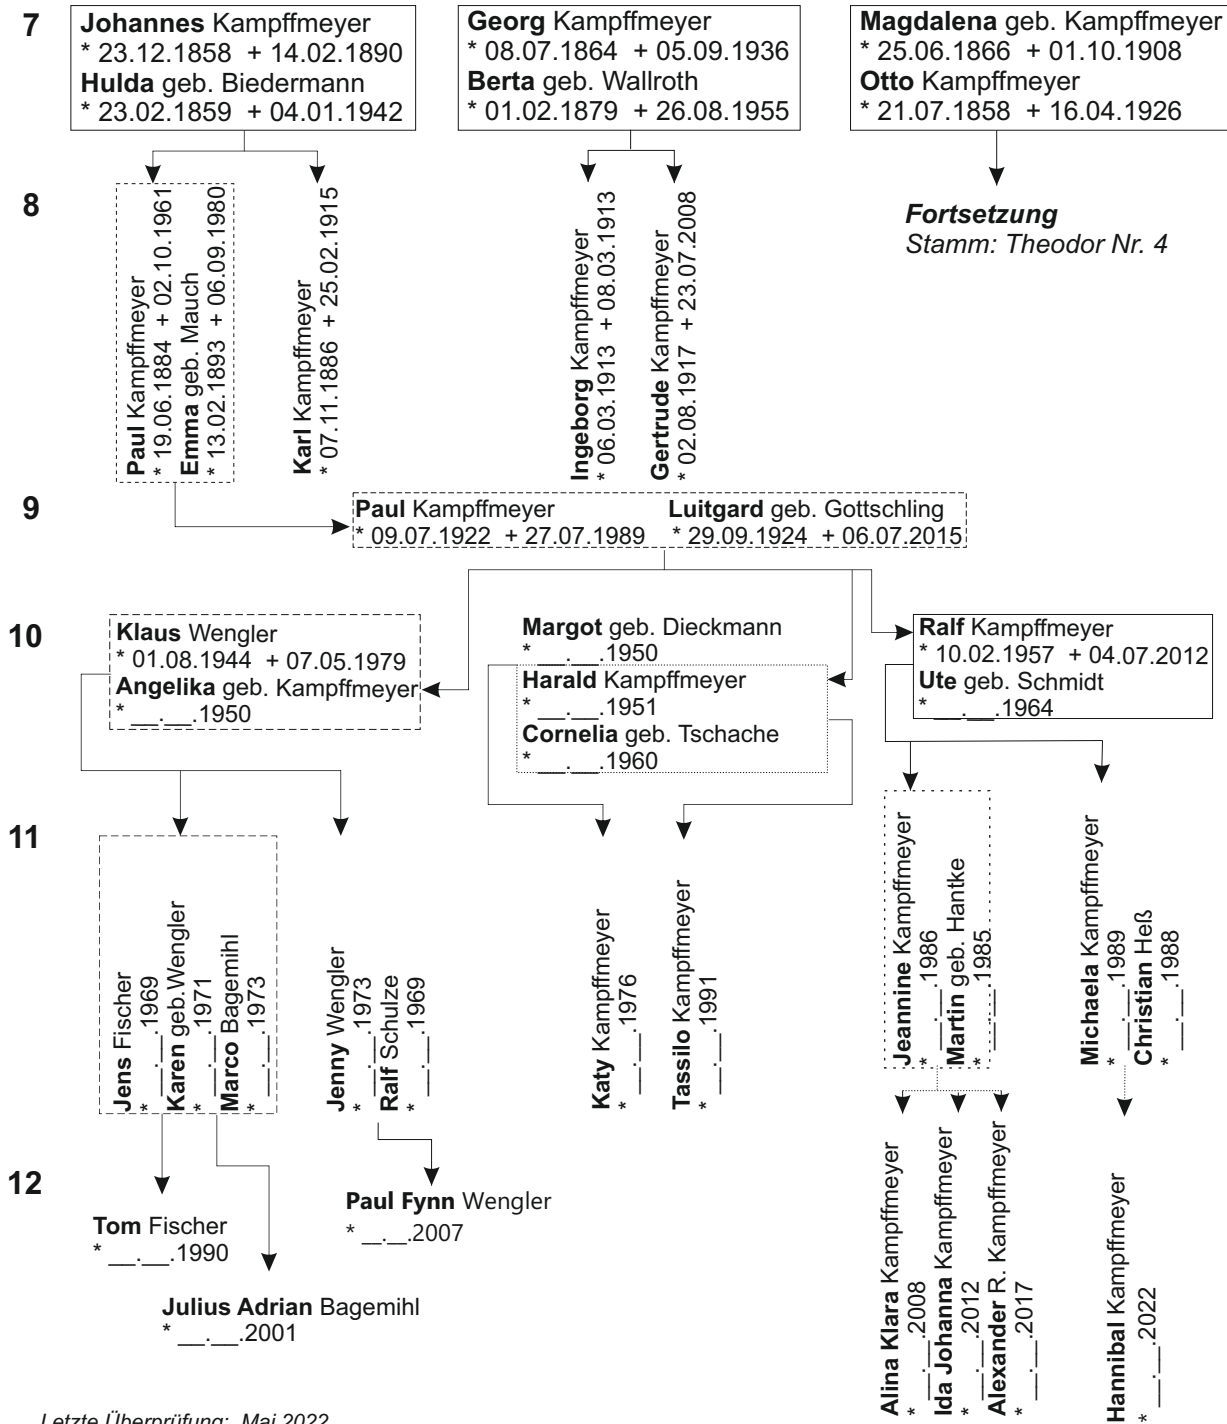 7
Johannes Kampffmeyer
* 23.12.1858 + 14.02.1890
Hulda geb. Biedermann
* 23.02.1859 + 04.01.1942
Georg Kampffmeyer
* 08.07.1864 + 05.09.1936
Berta geb. Wallroth
* 01.02.1879 + 26.08.1955
Magdalena geb. Kampffmeyer
* 25.06.1866 + 01.10.1908
Otto Kampffmeyer
* 21.07.1858 + 16.04.1926
8
Paul Kampffmeyer
* 19.06.1884 + 02.10.1961
Emma geb. Mauch
* 13.02.1893 + 06.09.1980
Karl Kampffmeyer
* 07.11.1886 + 25.02.1915
Ingeborg Kampffmeyer
* 06.03.1913 + 08.03.1913
Gertrude Kampffmeyer
* 02.08.1917 + 23.07.2008
Fortsetzung
Stamm: Theodor Nr. 4
9
Paul Kampffmeyer
* 09.07.1922 + 27.07.1989
Luitgard geb. Gottschling
* 29.09.1924 + 06.07.2015
10
Klaus Wengler
* 01.08.1944 + 07.05.1979
Angelika geb. Kampffmeyer
* __.__.1950
Margot geb. Dieckmann
* __.__.1950
Harald Kampffmeyer
* __.__.1951
Cornelia geb. Tschache
* __.__.1960
Ralf Kampffmeyer
* 10.02.1957 + 04.07.2012
Ute geb. Schmidt
* __.__.1964
11
Jens Fischer
* __.__.1969
Karen geb.Wengler
* __.__.1971
Marco Bagemihl
* __.__.1973
Jenny Wengler
* __.__.1973
Ralf Schulze
* __.__.1969
Katy Kampffmeyer
* __.__.1976
Tassilo Kampffmeyer
* __.__.1991
Jeannine Kampffmeyer
* __.__.1986
Martin geb. Hantke
* __.__.1985
Michaela Kampffmeyer
* __.__.1989
Christian Heß
* __.__.1988
12
Tom Fischer
* __.__.1990
Julius Adrian Bagemihl
* __.__.2001
Paul Fynn Wengler
* __.__.2007
Alina Klara Kampffmeyer
* __.__.2008
Ida Johanna Kampffmeyer
* __.__.2012
Alexander R. Kampffmeyer
* __.__.2017
Hannibal Kampffmeyer
* __.__.2022
Letzte Überprüfung: Mai 2022